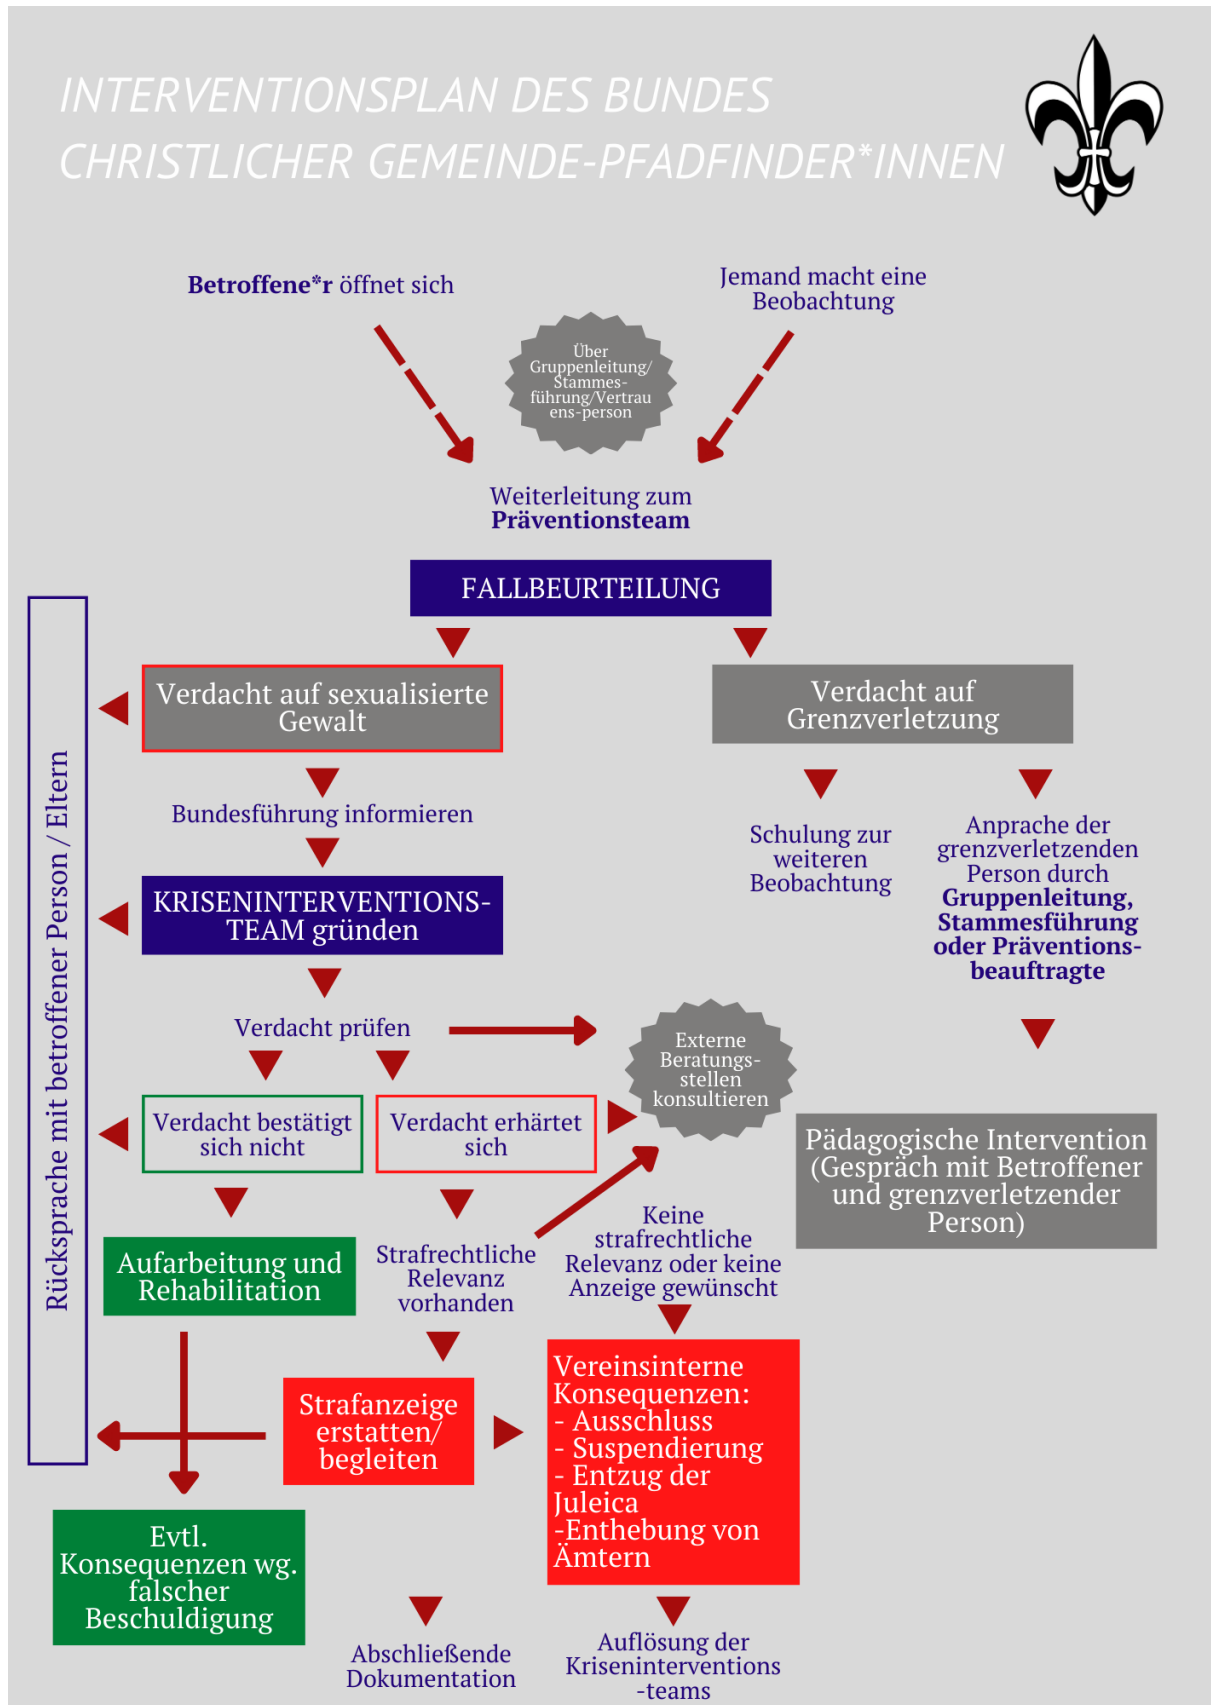 INTERVENTIONSPLAN DES BUNDES
CHRISTLICHER GEMEINDE-PFADFINDER*INNEN
Betroffene*r öffnet sich
Jemand macht eine
Beobachtung
Über
Gruppenleitung/
Stammes-
führung/Vertrau
ens-person
Weiterleitung zum
Präventionsteam
FALLBEURTEILUNG
Rücksprache mit betroffener Person / Eltern
Verdacht auf sexualisierte
Gewalt
Verdacht auf
Grenzverletzung
Bundesführung informieren
Schulung zur
weiteren
Beobachtung
Anprache der
grenzverletzenden
Person durch
Gruppenleitung,
Stammesführung
oder Präventions-
beauftragte
KRISENINTERVENTIONS-
TEAM gründen
Verdacht prüfen
Externe
Beratungs-
stellen
konsultieren
Verdacht bestätigt
sich nicht
Verdacht erhärtet
sich
Pädagogische Intervention
(Gespräch mit Betroffener
und grenzverletzender
Person)
Aufarbeitung und
Rehabilitation
Strafrechtliche
Relevanz
vorhanden
Keine
strafrechtliche
Relevanz oder keine
Anzeige gewünscht
Strafanzeige
erstatten/
begleiten
Vereinsinterne
Konsequenzen:
- Ausschluss
- Suspendierung
- Entzug der
Juleica
-Enthebung von
Ämtern
Evtl.
Konsequenzen wg.
falscher
Beschuldigung
Abschließende
Dokumentation
Auflösung der
Kriseninterventions
-teams